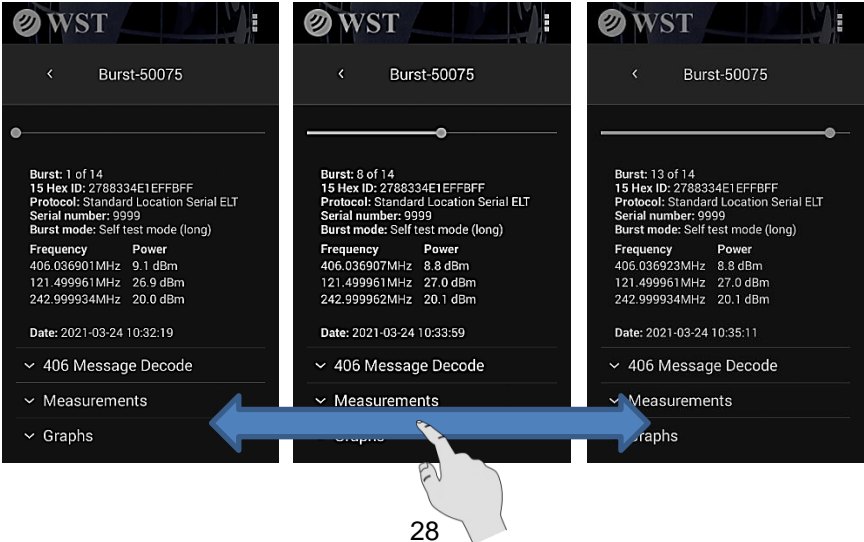 WST
Burst-50075
Burst: 1 of 14
15 Hex ID: 2788334E1EFFBFF
Protocol: Standard Location Serial ELT
Serial number: 9999
Burst mode: Self test mode (long)
Frequency Power
406.036901MHz 9.1 dBm
121.499961MHz 26.9 dBm
242.999934MHz 20.0 dBm
Date: 2021-03-24 10:32:19
406 Message Decode
Measurements
Graphs
WST
Burst-50075
Burst: 8 of 14
15 Hex ID: 2788334E1EFFBFF
Protocol: Standard Location Serial ELT
Serial number: 9999
Burst mode: Self test mode (long)
Frequency Power
406.036907MHz 8.8 dBm
121.499961MHz 27.0 dBm
242.999962MHz 20.1 dBm
Date: 2021-03-24 10:33:59
406 Message Decode
Measurements
Graphs
WST
Burst-50075
Burst: 13 of 14
15 Hex ID: 2788334E1EFFBFF
Protocol: Standard Location Serial ELT
Serial number: 9999
Burst mode: Self test mode (long)
Frequency Power
406.036923MHz 8.8 dBm
121.499961MHz 27.0 dBm
242.999934MHz 20.1 dBm
Date: 2021-03-24 10:35:11
406 Message Decode
Measurements
Graphs
28